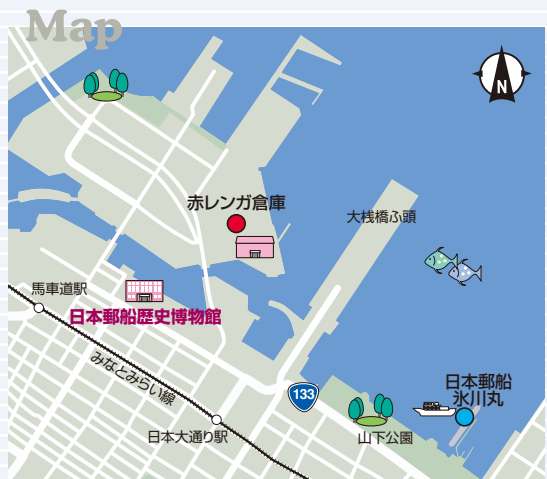 Map
N
赤レンガ倉庫
大桟橋ふ頭
馬車道駅
日本郵船歴史博物館
みなとみらい線
133
日本郵船
氷川丸
日本大通り駅
山下公園